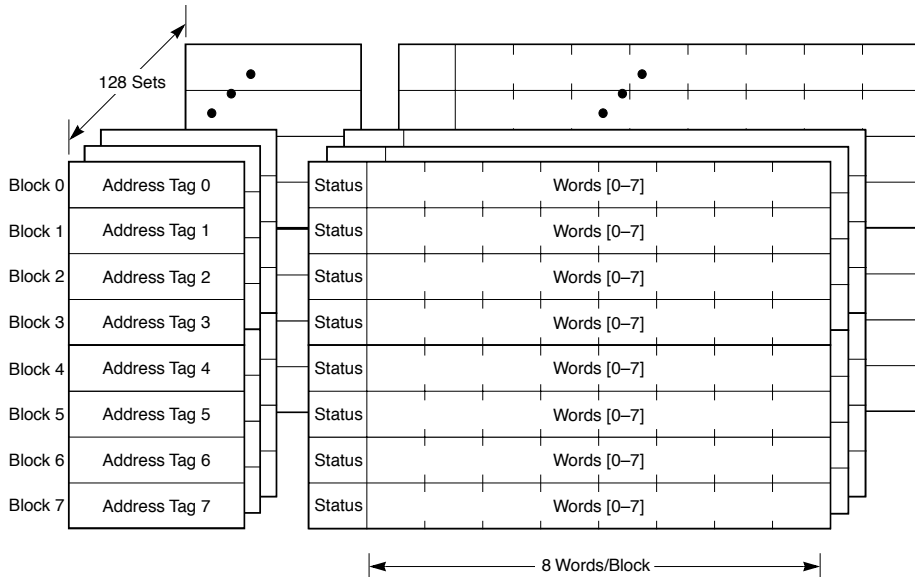 128 Sets
Block 0 Address Tag 0 Status Words [0–7]
Block 1 Address Tag 1 Status Words [0–7]
Block 2 Address Tag 2 Status Words [0–7]
Block 3 Address Tag 3 Status Words [0–7]
Block 4 Address Tag 4 Status Words [0–7]
Block 5 Address Tag 5 Status Words [0–7]
Block 6 Address Tag 6 Status Words [0–7]
Block 7 Address Tag 7 Status Words [0–7]
8 Words/Block